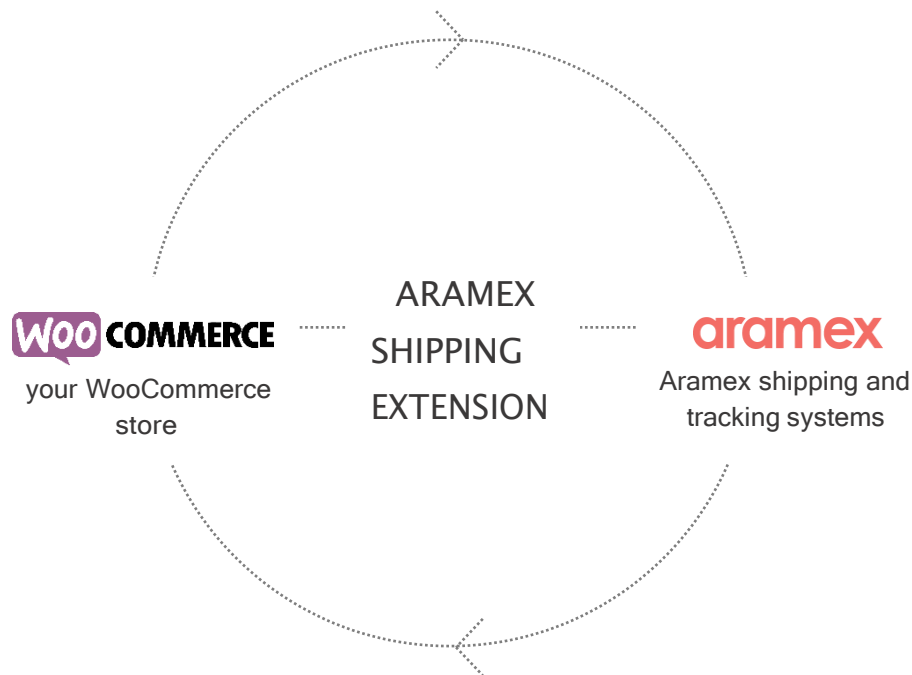 ARAMEX
SHIPPING
EXTENSION
WOO COMMERCE
your WooCommerce
store
aramex
Aramex shipping and
tracking systems